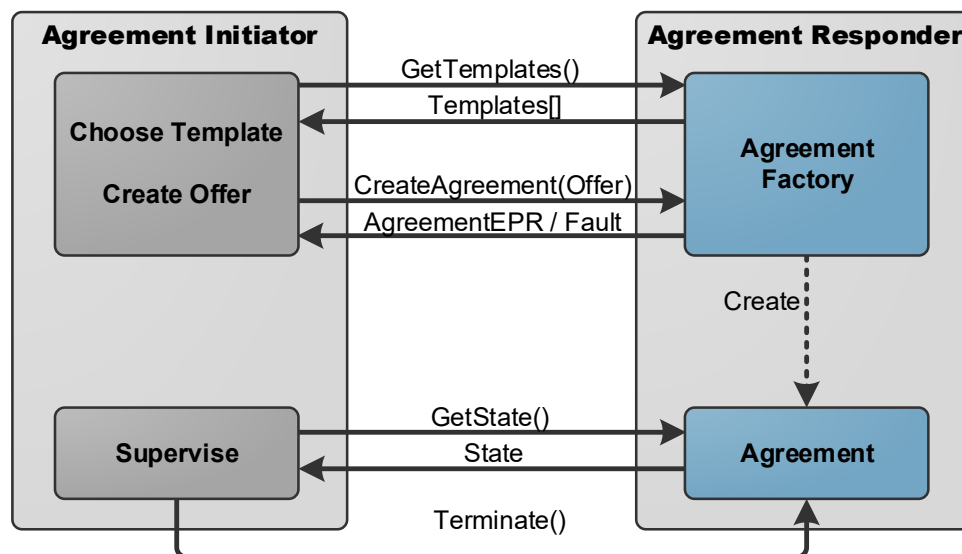 Agreement Initiator
Agreement Responder
GetTemplates()
Templates[]
Choose Template
Create Offer
Agreement
Factory
CreateAgreement(Offer)
AgreementEPR / Fault
Create
GetState()
State
Supervise
Agreement
Terminate()